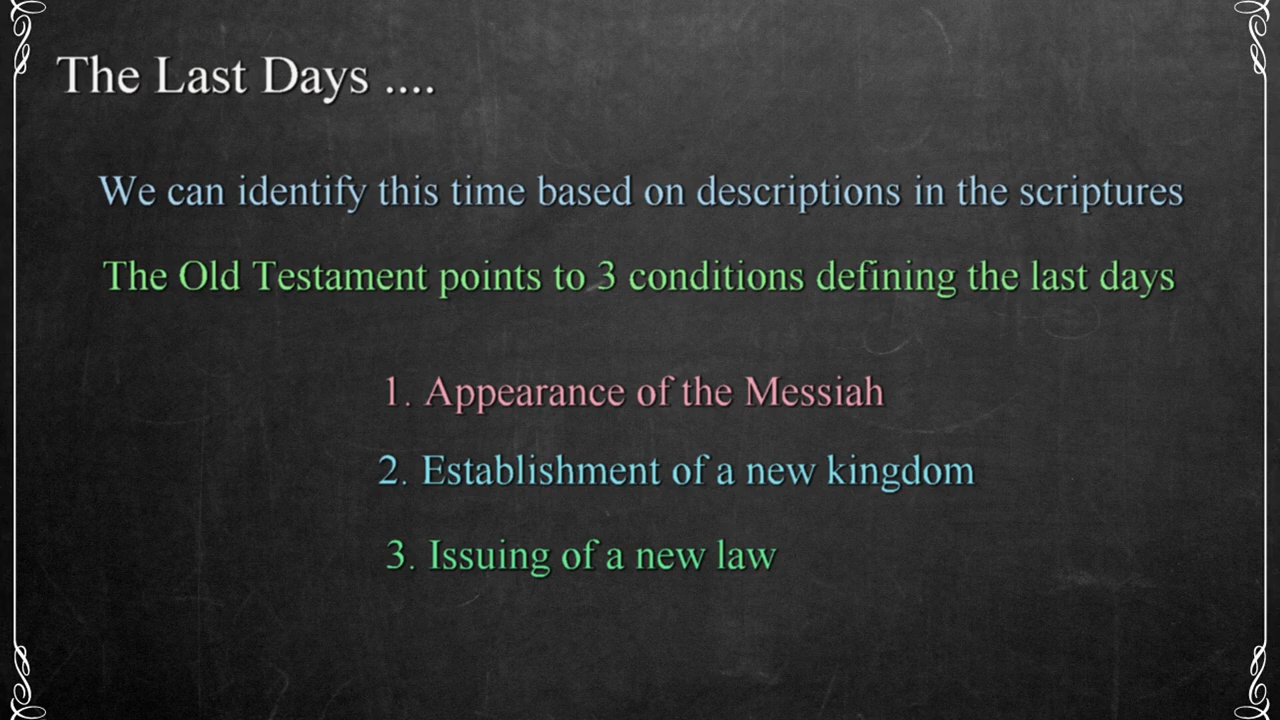 The Last Days ....
We can identify this time based on descriptions in the scriptures
The Old Testament points to 3 conditions defining the last days
1. Appearance of the Messiah
2. Establishment of a new kingdom
3. Issuing of a new law